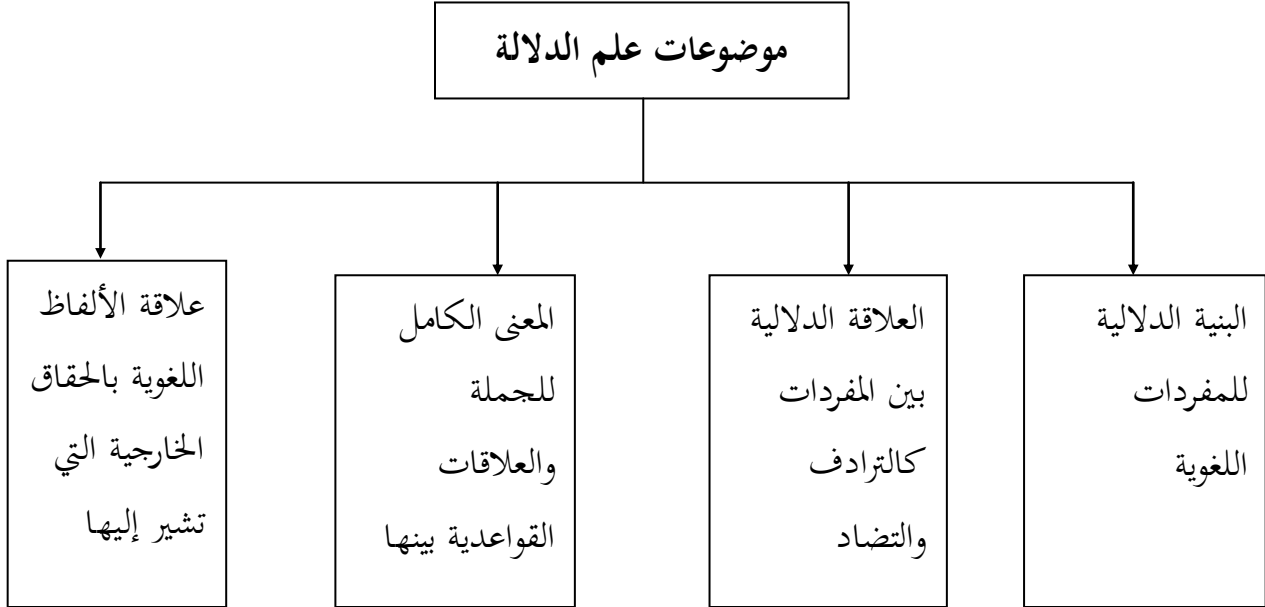 موضوعات علم الدلالة
البنية الدلالية
للمفردات
اللغوية
العلاقة الدلالية
بين المفردات
كالترادف
والتضاد
المعنى الكامل
للجملة
والعلاقات
القواعدية بينها
علاقة الألفاظ
اللغوية بالحقاق
الخارجية التي
تشير إليها